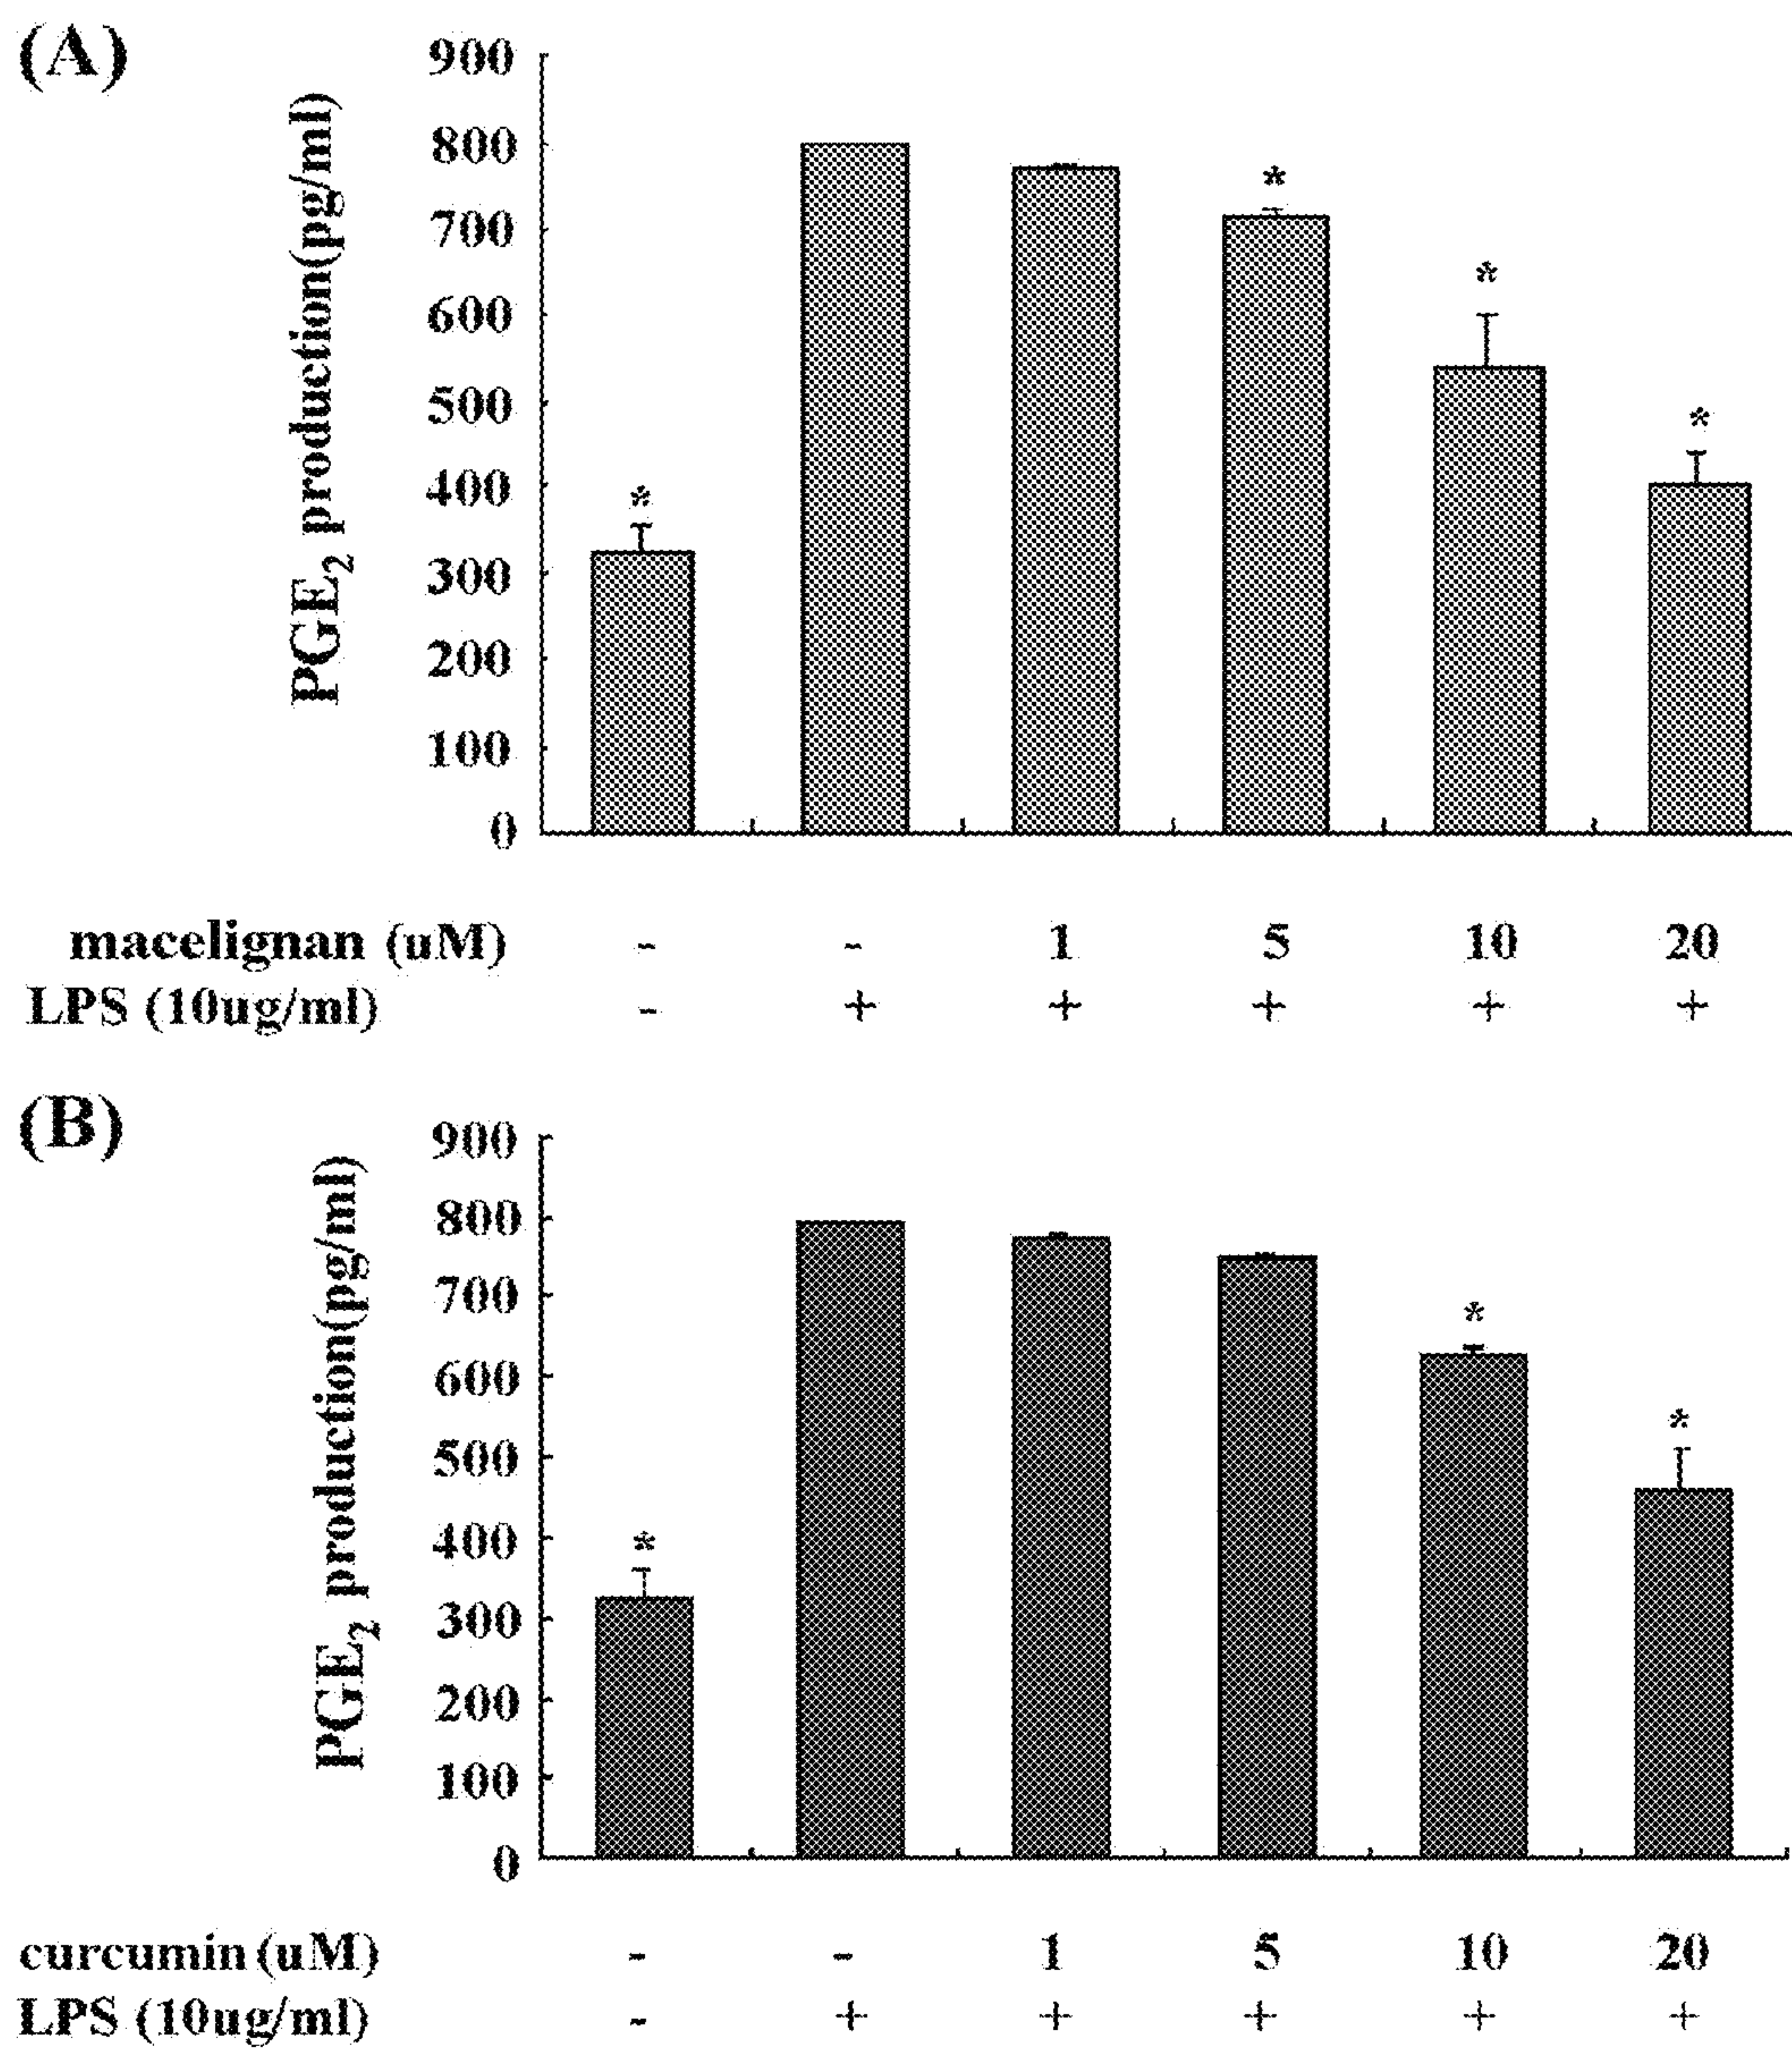 (A)
PGE2 production(pg/ml)
900
800
700
600
500
400
300
200
100
0
* * * *
macelignan (uM) - - 1 5 10 20
LPS (10ug/ml) - + + + + +
(B)
PGE2 production(pg/ml)
900
800
700
600
500
400
300
200
100
0
* * *
curcumin (uM) - - 1 5 10 20
LPS (10ug/ml) - + + + + +